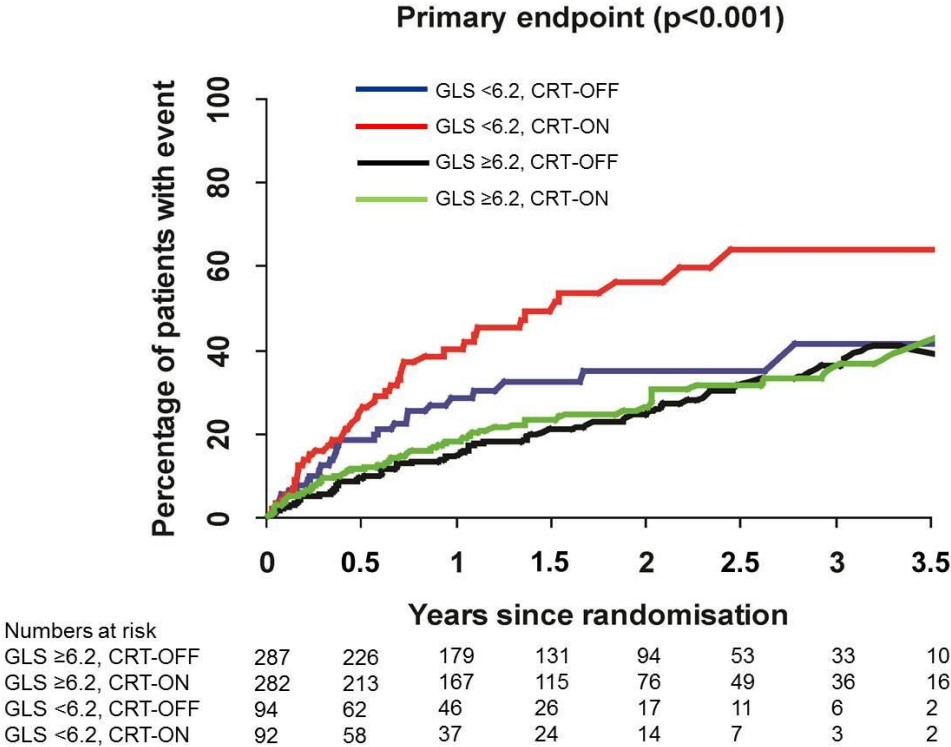 Primary endpoint (p<0.001)
GLS <6.2, CRT-OFF
GLS <6.2, CRT-ON
GLS ≥6.2, CRT-OFF
GLS ≥6.2, CRT-ON
Percentage of patients with event
100
80
60
40
20
0
0 0.5 1 1.5 2 2.5 3 3.5
Years since randomisation
Numbers at risk
GLS ≥6.2, CRT-OFF 287 226 179 131 94 53 33 10
GLS ≥6.2, CRT-ON 282 213 167 115 76 49 36 16
GLS <6.2, CRT-OFF 94 62 46 26 17 11 6 2
GLS <6.2, CRT-ON 92 58 37 24 14 7 3 2